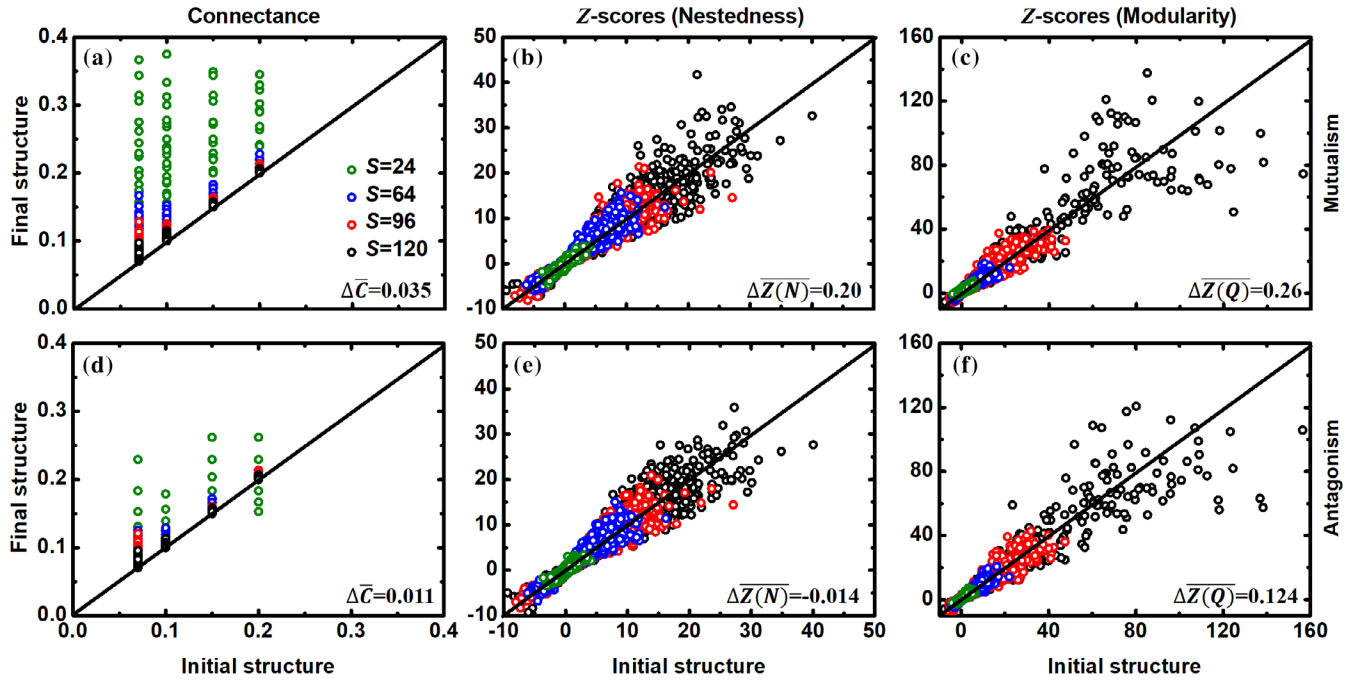 Connectance
Z-scores (Nestedness)
Z-scores (Modularity)
(a)
Final structure
0.4
0.3
0.2
0.1
0.0
S=24
S=64
S=96
S=120
ΔC̅=0.035
(b)
50
40
30
20
10
0
-10
ΔZ(N)=0.20
(c)
160
120
80
40
0
ΔZ(Q)=0.26
Mutualism
(d)
Final structure
0.4
0.3
0.2
0.1
0.0
ΔC̅=0.011
0.0 0.1 0.2 0.3 0.4
Initial structure
(e)
50
40
30
20
10
0
-10
ΔZ(N)=-0.014
-10 0 10 20 30 40 50
Initial structure
(f)
160
120
80
40
0
ΔZ(Q)=0.124
0 40 80 120 160
Initial structure
Antagonism